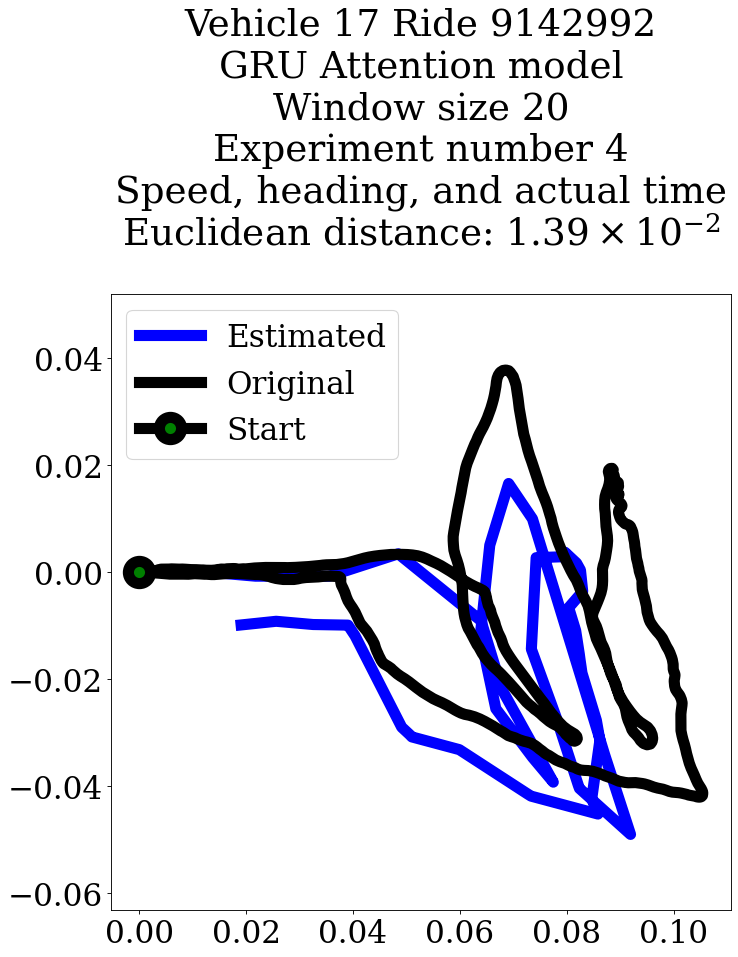 Vehicle 17 Ride 9142992
GRU Attention model
Window size 20
Experiment number 4
Speed, heading, and actual time
Euclidean distance: 1.39 × 10⁻²
Estimated
Original
Start
0.04
0.02
0.00
−0.02
−0.04
−0.06
0.00 0.02 0.04 0.06 0.08 0.10